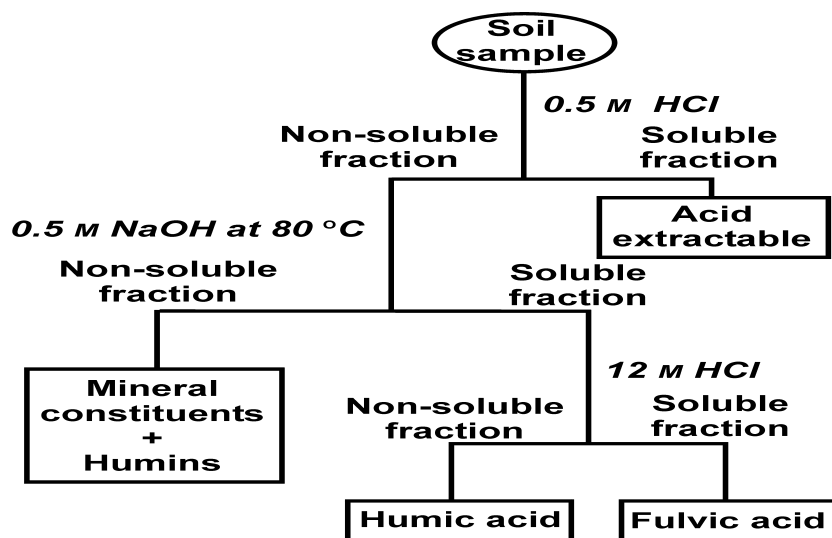 Soil
sample
0.5 M HCl
Non-soluble
fraction
Soluble
fraction
Acid
extractable
0.5 M NaOH at 80 °C
Non-soluble
fraction
Soluble
fraction
12 M HCl
Mineral
constituents
+
Humins
Non-soluble
fraction
Soluble
fraction
Humic acid
Fulvic acid